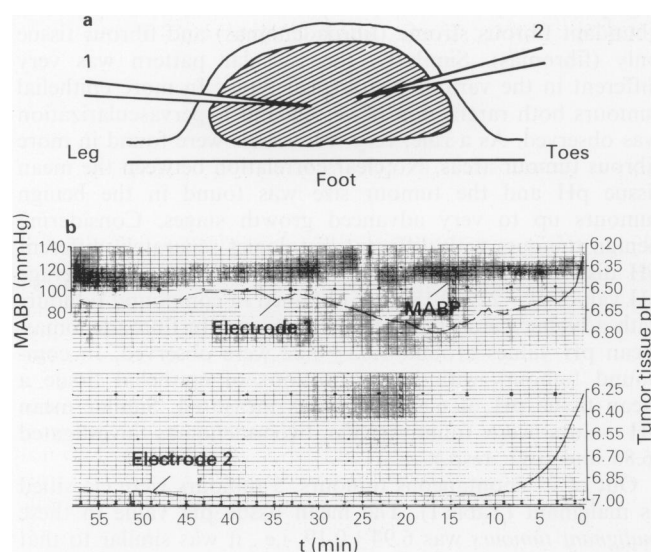 a
1
2
Leg
Toes
Foot
b
MABP (mmHg)
140
120
100
80
Electrode 1
MABP
6.20
6.35
6.50
6.65
6.80
Electrode 2
6.25
6.40
6.55
6.70
6.85
7.00
Tumor tissue pH
55 50 45 40 35 30 25 20 15 10 5 0
t (min)